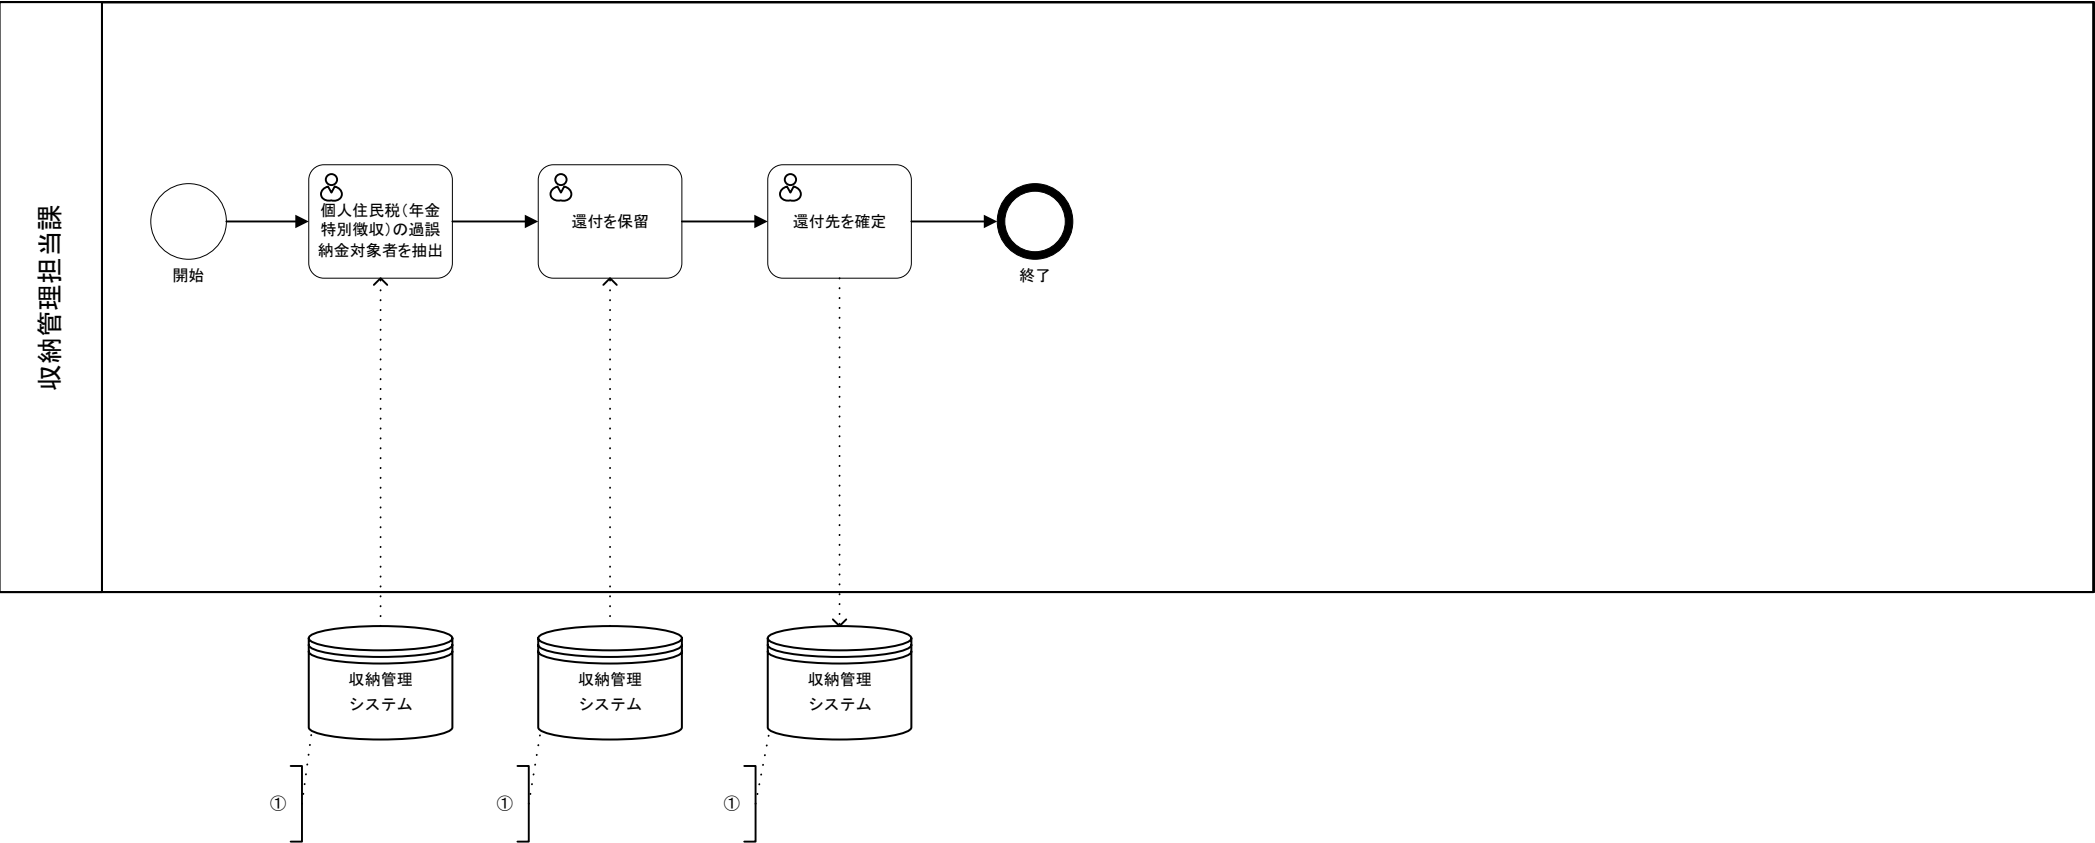 収納管理担当課
個人住民税（年金
特別徴収）の過誤
納金対象者を抽出
還付を保留
還付先を確定
開始
終了
収納管理
システム
収納管理
システム
収納管理
システム
①
①
①